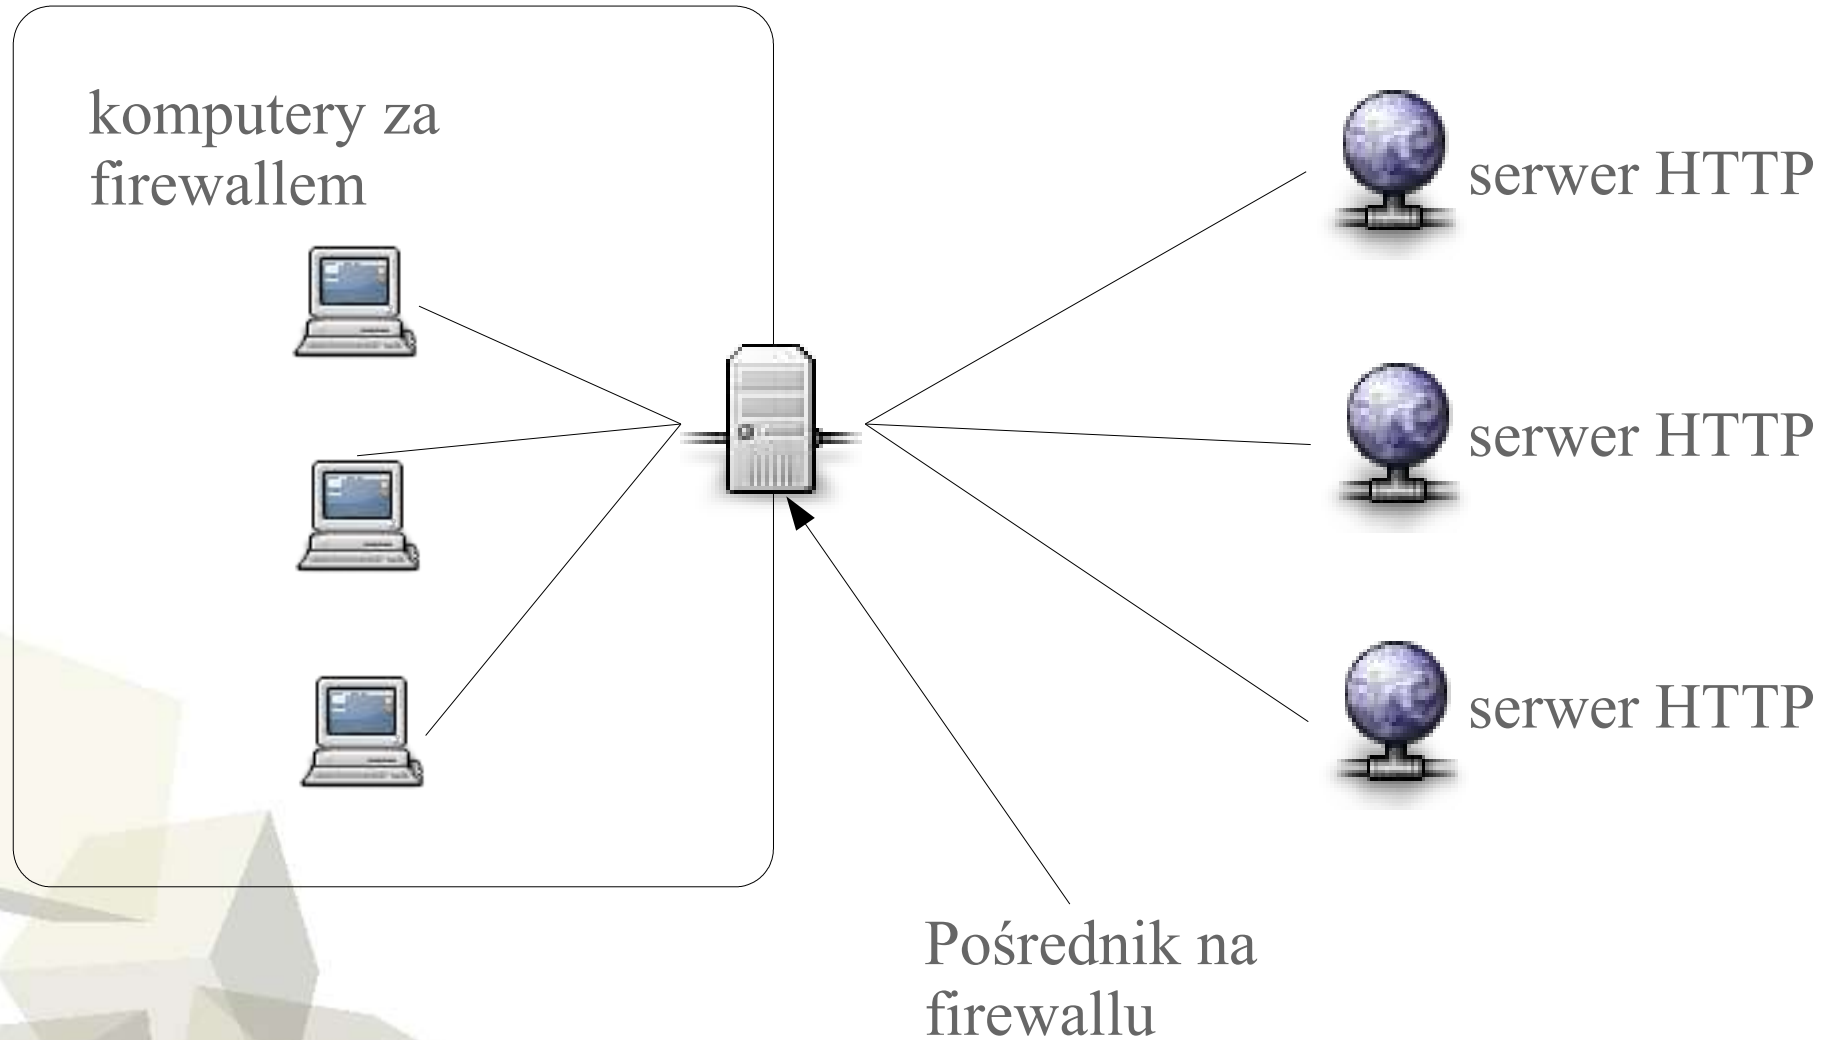 komputery za
firewallem
serwer HTTP
serwer HTTP
serwer HTTP
Pośrednik na
firewallu